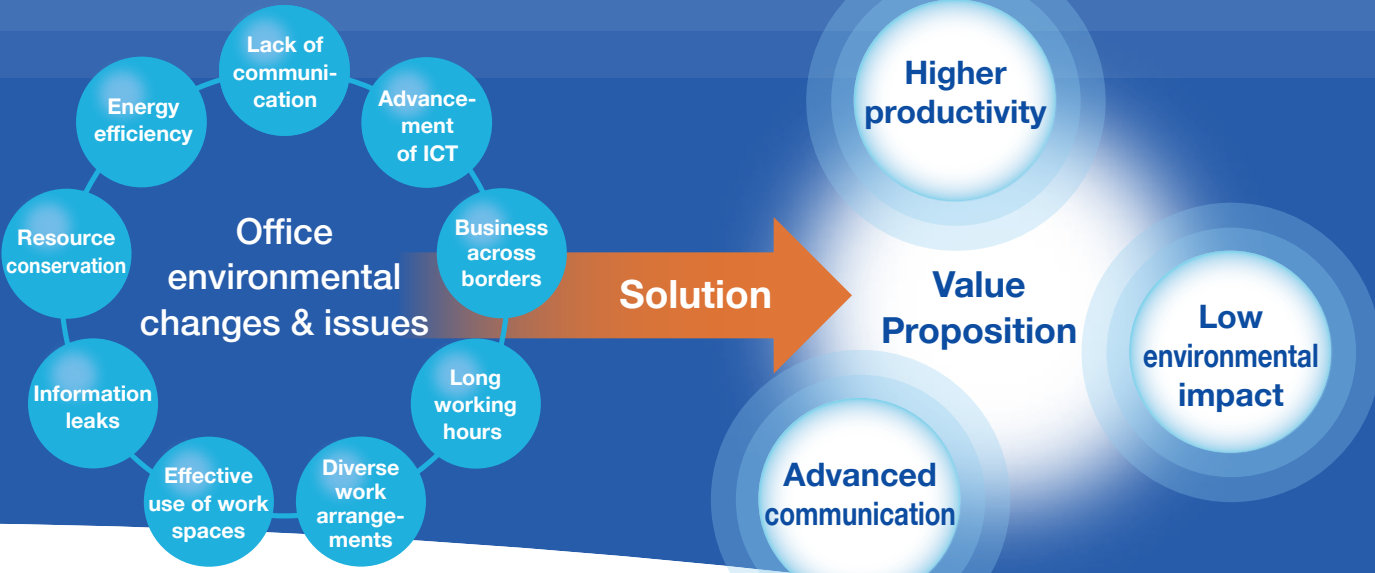 Lack of
communi-
cation
Advance-
ment
of ICT
Business
across
borders
Long
working
hours
Diverse
work
arrange-
ments
Effective
use of work
spaces
Information
leaks
Resource
conservation
Energy
efficiency
Office
environmental
changes & issues
Solution
Value
Proposition
Higher
productivity
Low
environmental
impact
Advanced
communication